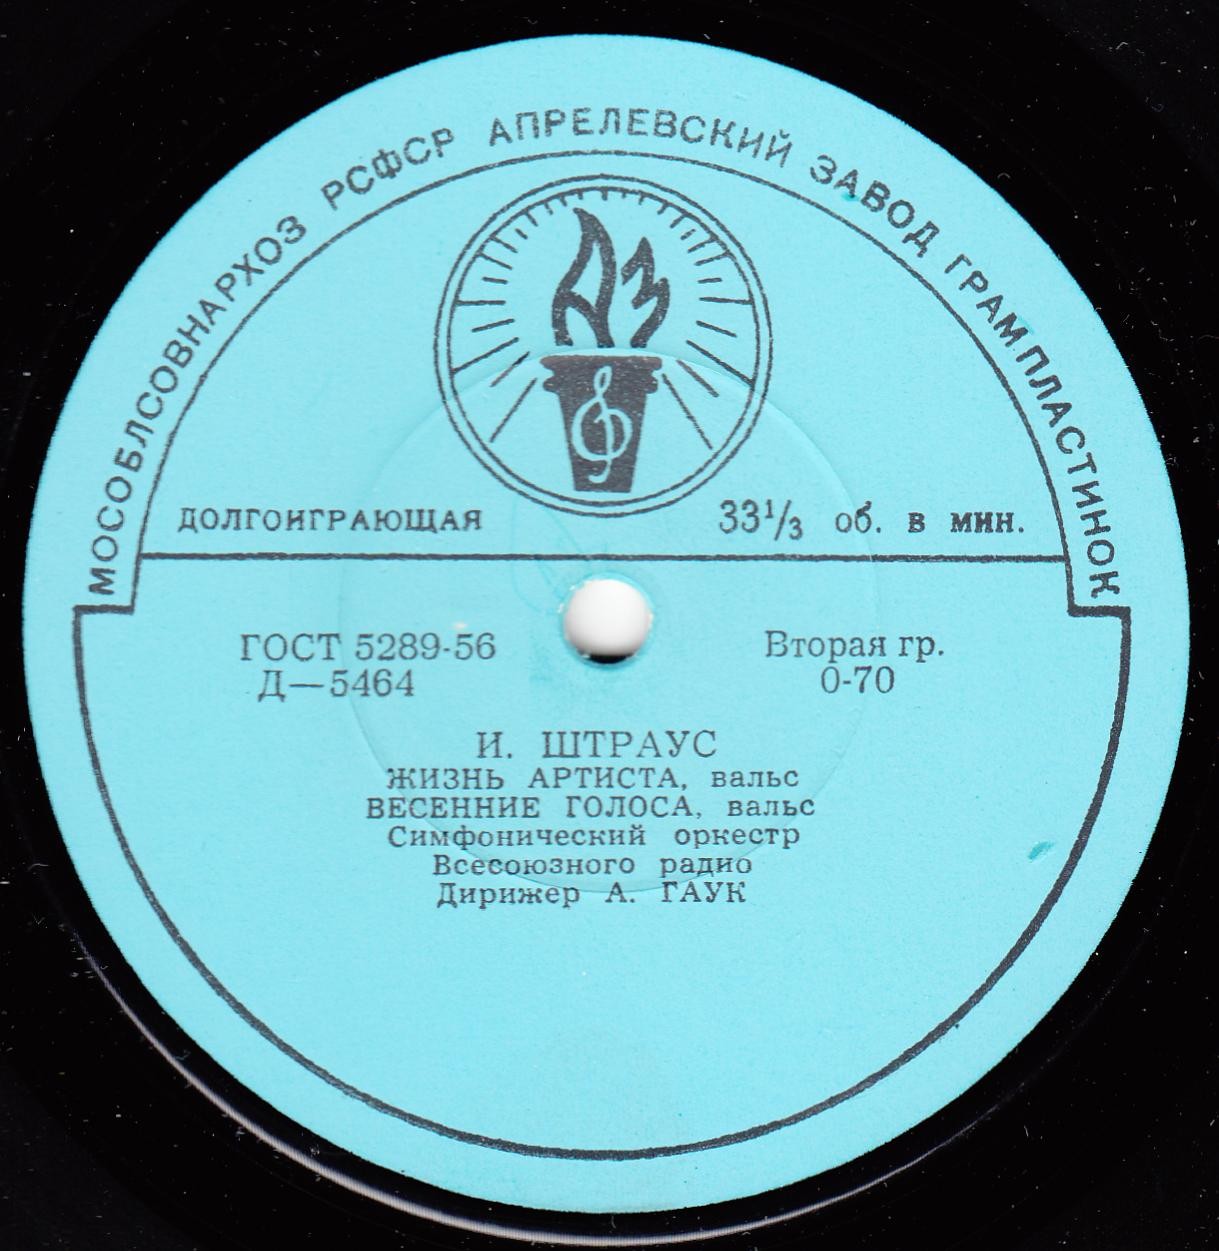 МОСОБЛСОВНАРХОЗ РСФСР АПРЕЛЕВСКИЙ ЗАВОД ГРАМПЛАСТИНОК
АЗ
ДОЛГОИГРАЮЩАЯ 33⅓ об. в мин.
ГОСТ 5289-56 Вторая гр.
Д—5464 0-70
И. ШТРАУС
ЖИЗНЬ АРТИСТА, вальс
ВЕСЕННИЕ ГОЛОСА, вальс
Симфонический оркестр
Всесоюзного радио
Дирижер А. ГАУК